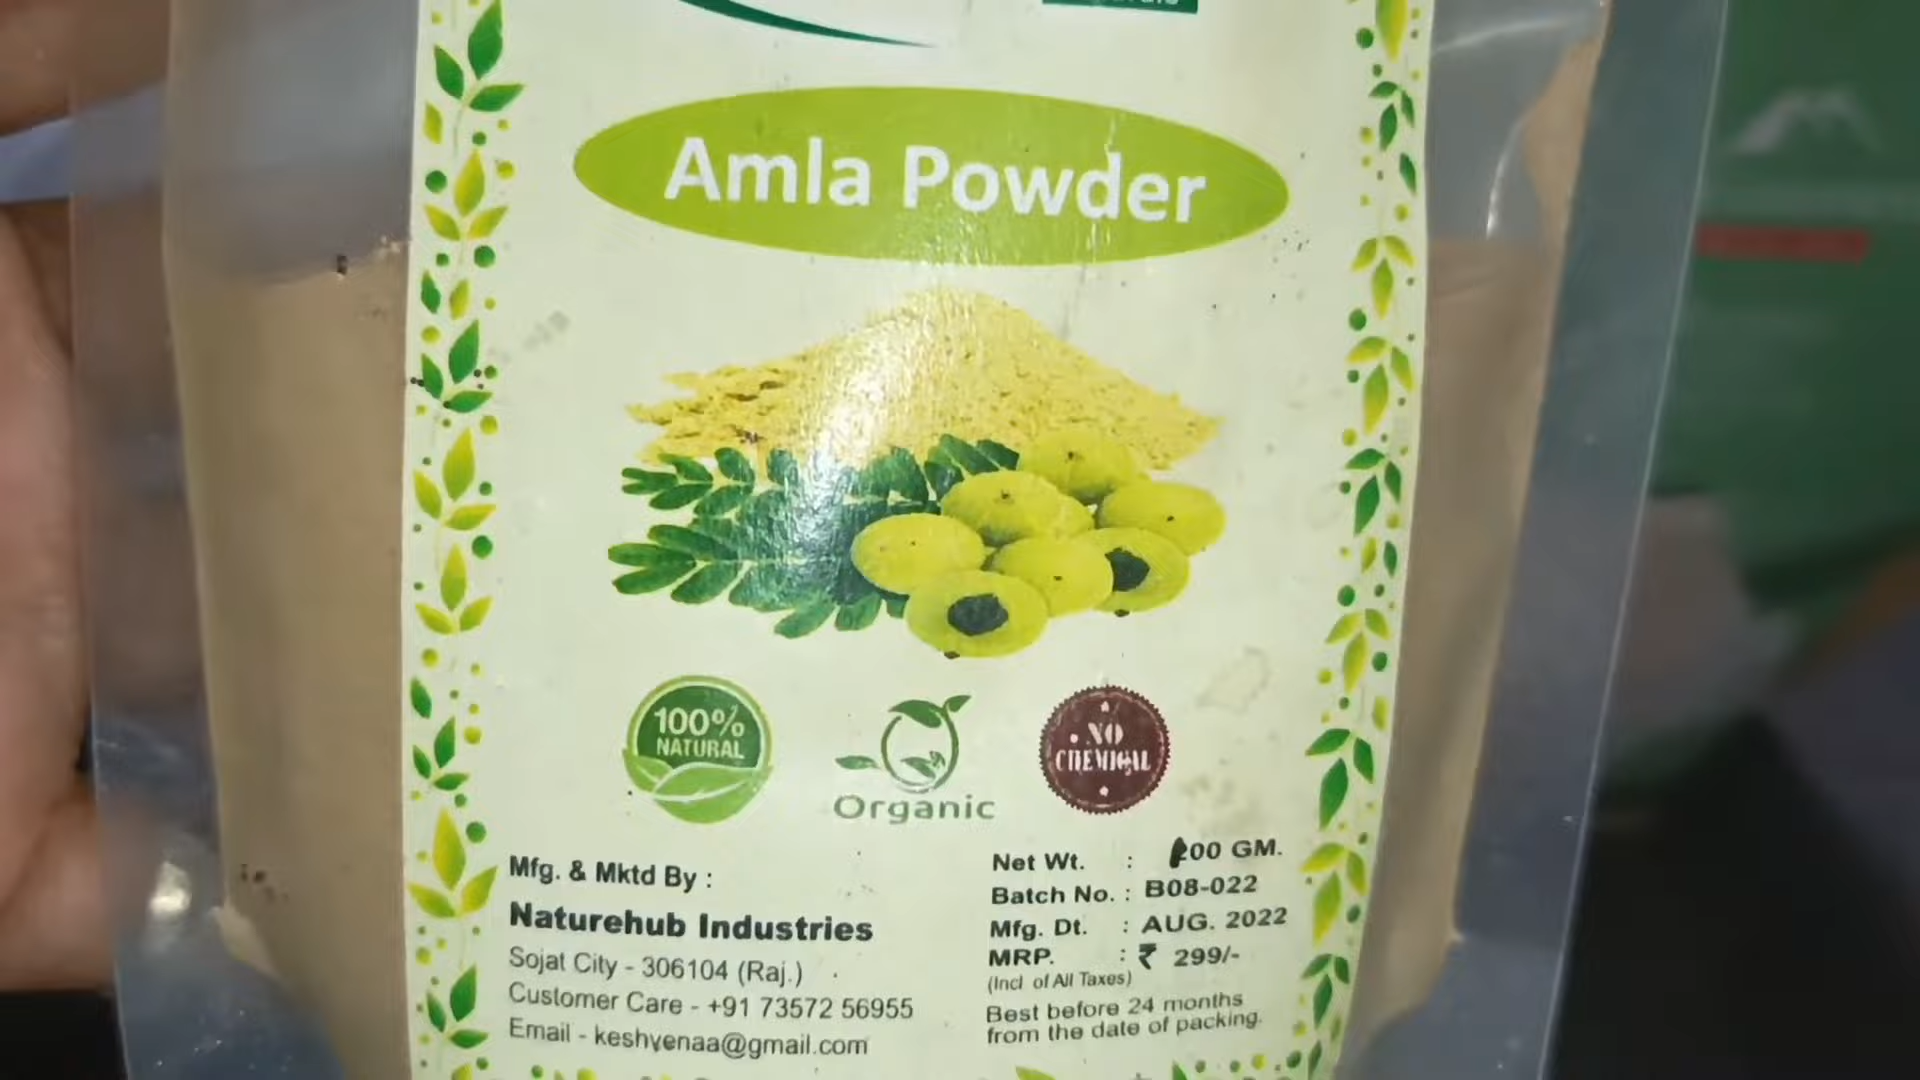 Amla Powder
100%
NATURAL
Organic
NO
CHEMICAL
Mfg. & Mktd By :
Naturehub Industries
Sojat City - 306104 (Raj.)
Customer Care - +91 73572 56955
Email - keshyenaa@gmail.com
Net Wt. : 00 GM.
Batch No. : B08-022
Mfg. Dt. : AUG. 2022
MRP. : ₹ 299/-
(Incl of All Taxes)
Best before 24 months
from the date of packing.